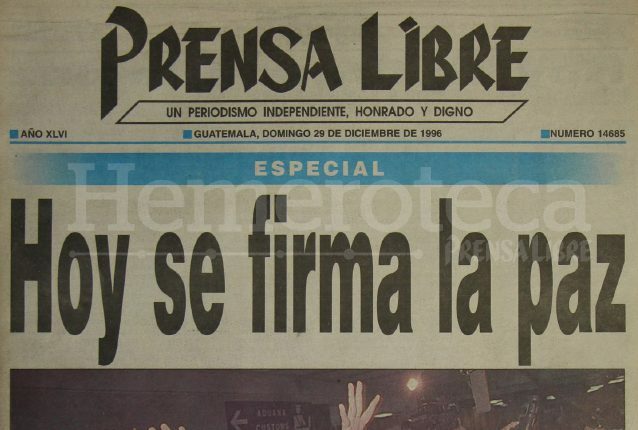 PRENSA LIBRE
UN PERIODISMO INDEPENDIENTE, HONRADO Y DIGNO
AÑO XLVI GUATEMALA, DOMINGO 29 DE DICIEMBRE DE 1996 NUMERO 14685
ESPECIAL
Hemeroteca
PRENSA LIBRE
Hoy se firma la paz
ADUANA
CUSTOMS